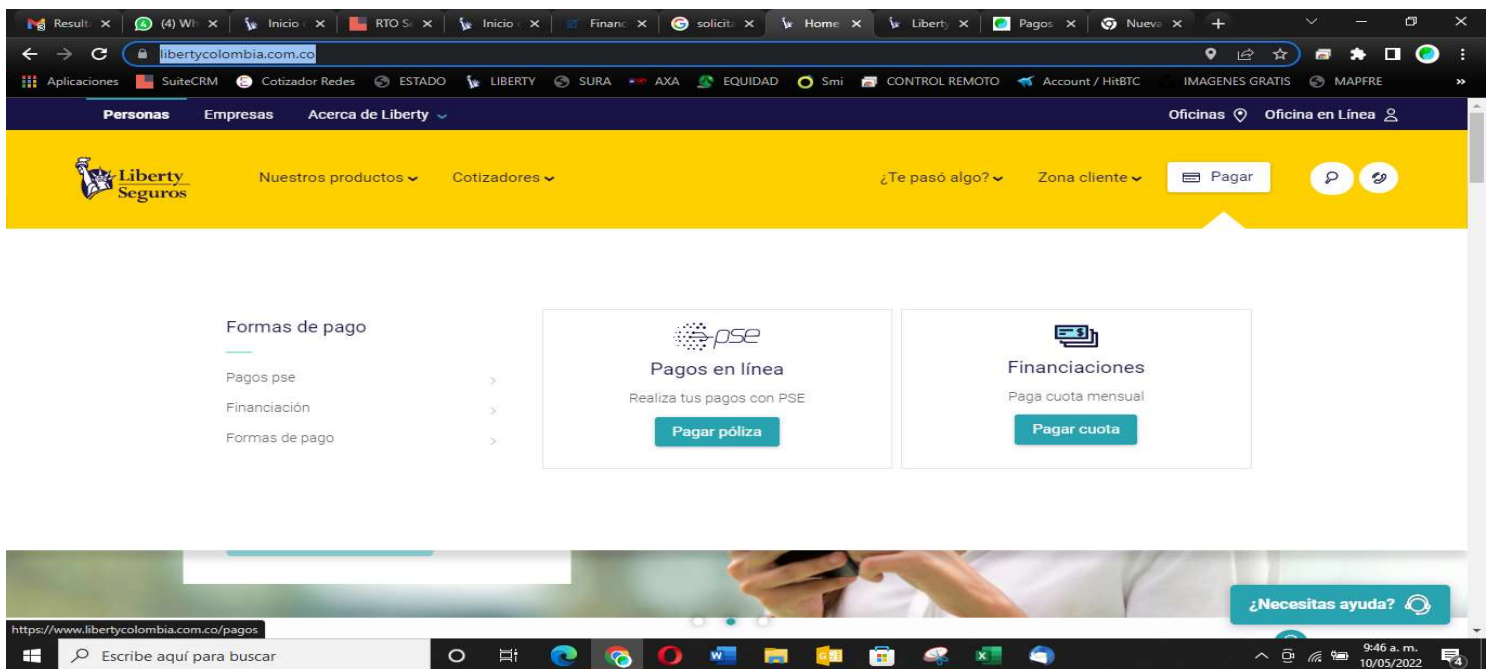 Result: (4) Wh Inicio RTO S Inicio Financ solicit Home Libert Pagos Nueva
libertycolombia.com.co
Aplicaciones SuiteCRM Cotizador Redes ESTADO LIBERTY SURA AXA EQUIDAD Smi CONTROL REMOTO Account / HitBTC IMAGENES GRATIS MAPFRE »
Personas Empresas Acerca de Liberty Oficinas Oficina en Línea
Liberty
Seguros
Nuestros productos Cotizadores ¿Te pasó algo? Zona cliente Pagar
Formas de pago
Pagos pse
Financiación
Formas de pago
pse
Pagos en línea
Realiza tus pagos con PSE
Pagar póliza
Financiaciones
Paga cuota mensual
Pagar cuota
¿Necesitas ayuda?
https://www.libertycolombia.com.co/pagos
Escribe aquí para buscar
9:46 a. m.
10/05/2022
4